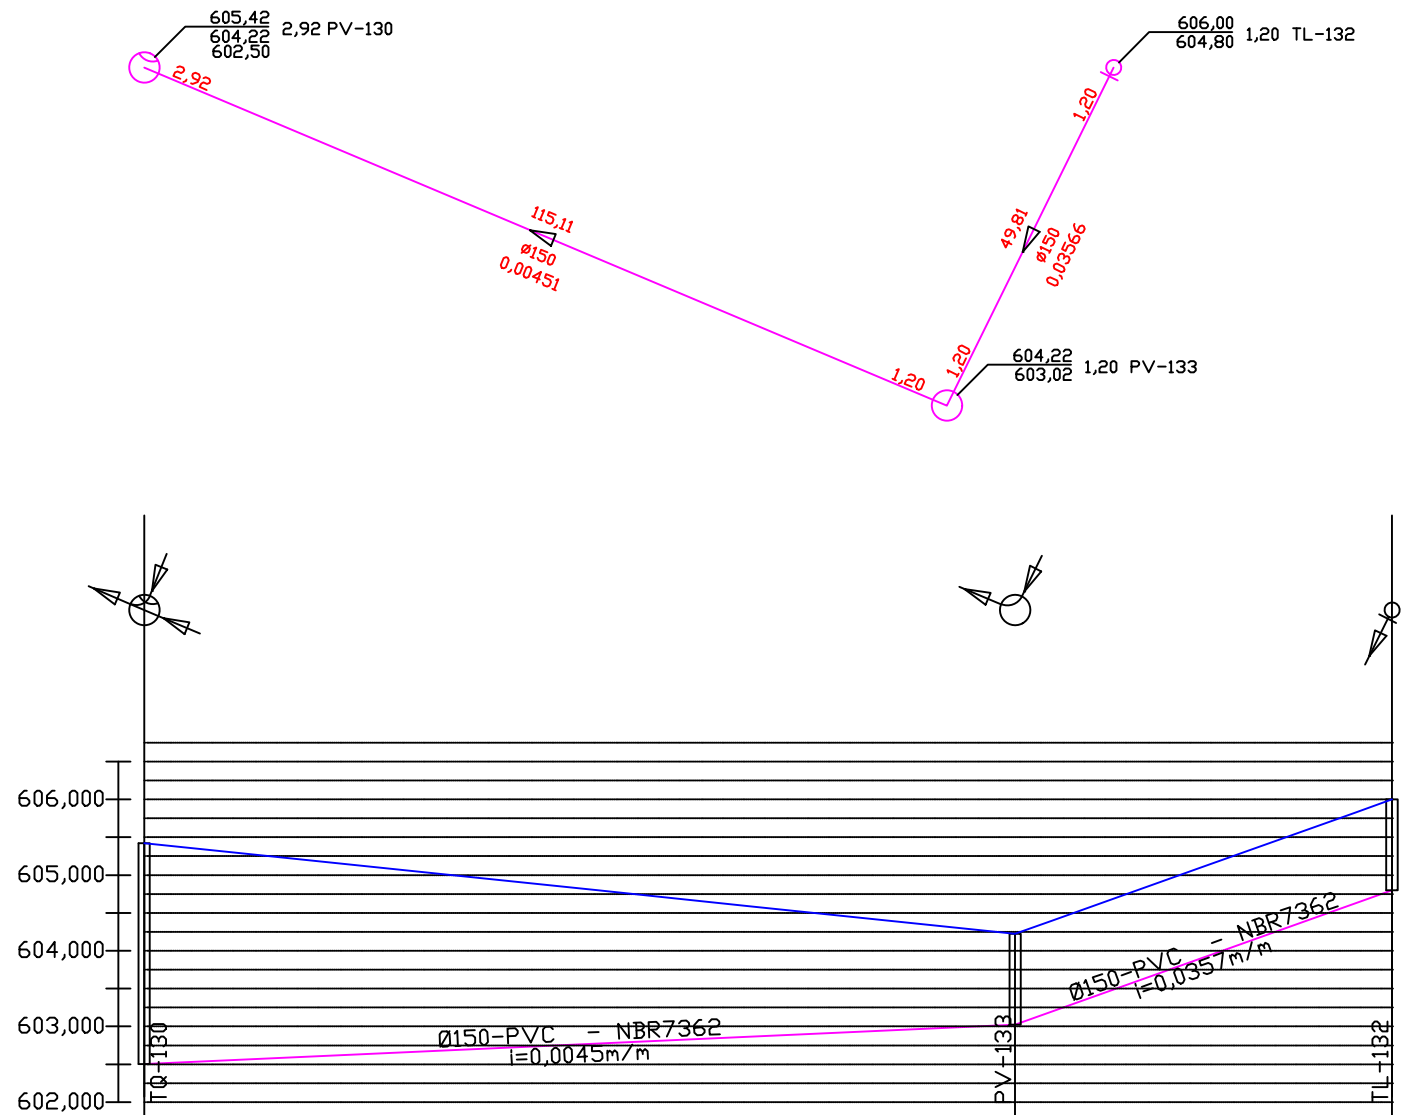 605,42
604,22 2,92 PV-130
602,50
606,00
604,80 1,20 TL-132
2,92
1,20
115,11
ø150
0,00451
49,81
ø150
0,03566
1,20
1,20
604,22
603,02 1,20 PV-133
606,000
605,000
604,000
603,000
602,000
Ø150-PVC - NBR7362
i=0,0357m/m
Ø150-PVC - NBR7362
i=0,0045m/m
TQ-130
PV-133
TL-132